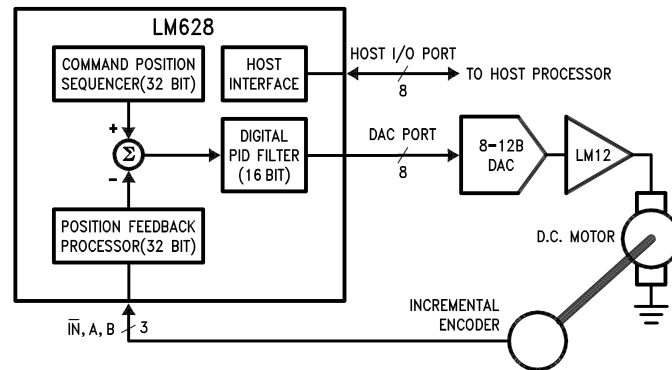 LM628
COMMAND POSITION
SEQUENCER(32 BIT)
HOST
INTERFACE
HOST I/O PORT
8
TO HOST PROCESSOR
+
Σ
-
DIGITAL
PID FILTER
(16 BIT)
DAC PORT
8
8-12B
DAC
LM12
POSITION FEEDBACK
PROCESSOR(32 BIT)
D.C. MOTOR
INCREMENTAL
ENCODER
I̅N̅, A, B
3